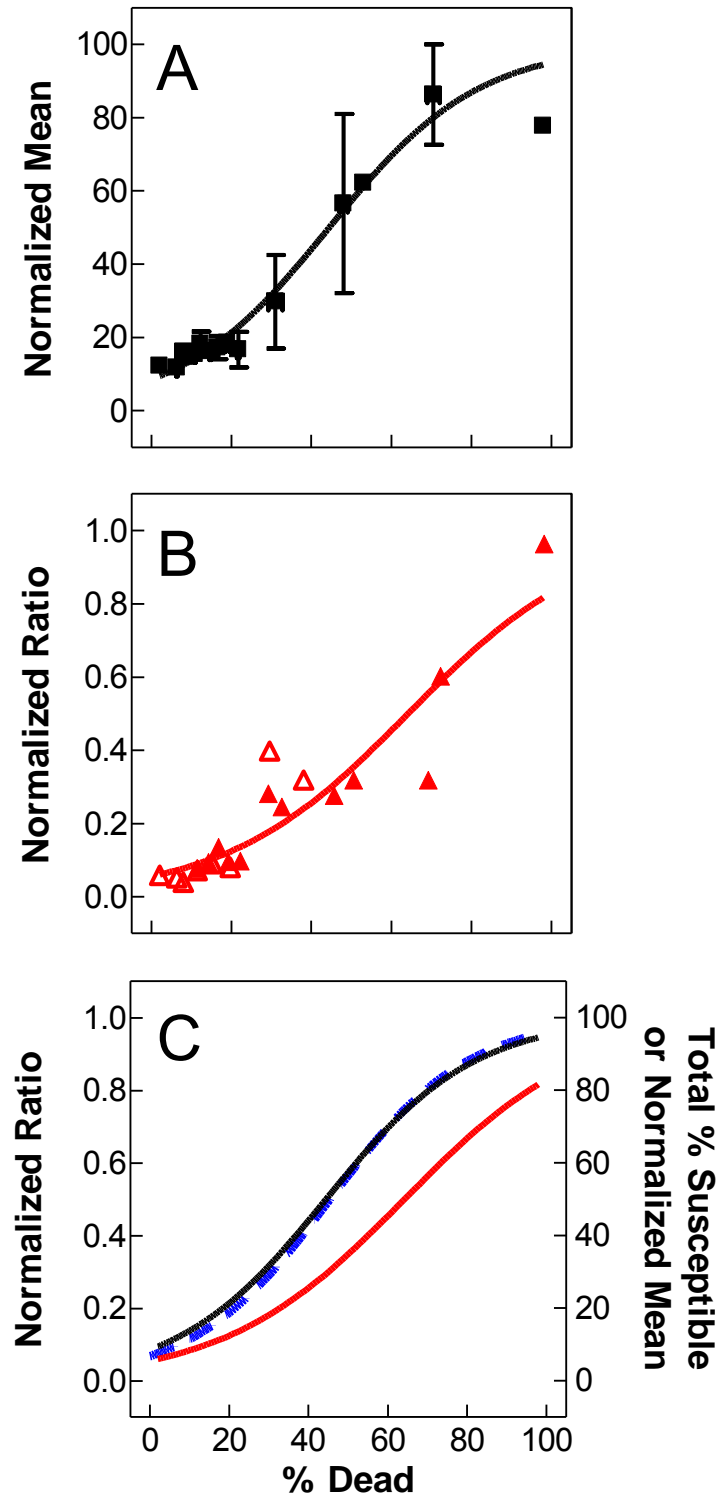 A
Normalized Mean
100
80
60
40
20
0
B
Normalized Ratio
1.0
0.8
0.6
0.4
0.2
0.0
C
Normalized Ratio
1.0
0.8
0.6
0.4
0.2
0.0
100
80
60
40
20
0
Total % Susceptible
or Normalized Mean
0 20 40 60 80 100
% Dead